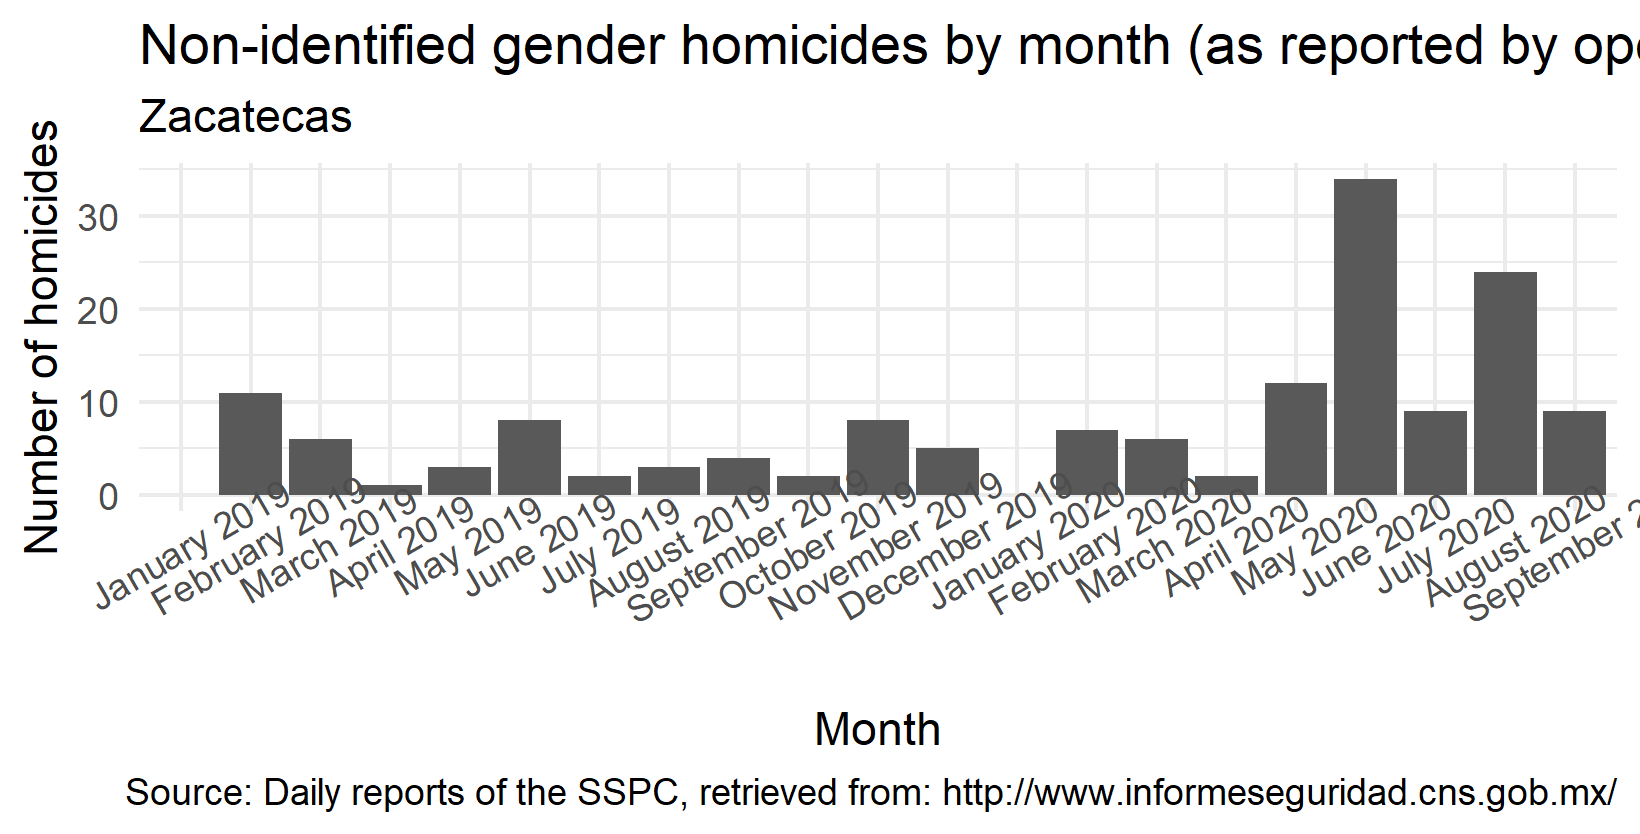 Non-identified gender homicides by month (as reported by ope
Zacatecas
Number of homicides
30
20
10
0
January 2019
February 2019
March 2019
April 2019
May 2019
June 2019
July 2019
August 2019
September 2019
October 2019
November 2019
December 2019
January 2020
February 2020
March 2020
April 2020
May 2020
June 2020
July 2020
August 2020
September 2
Month
Source: Daily reports of the SSPC, retrieved from: http://www.informeseguridad.cns.gob.mx/